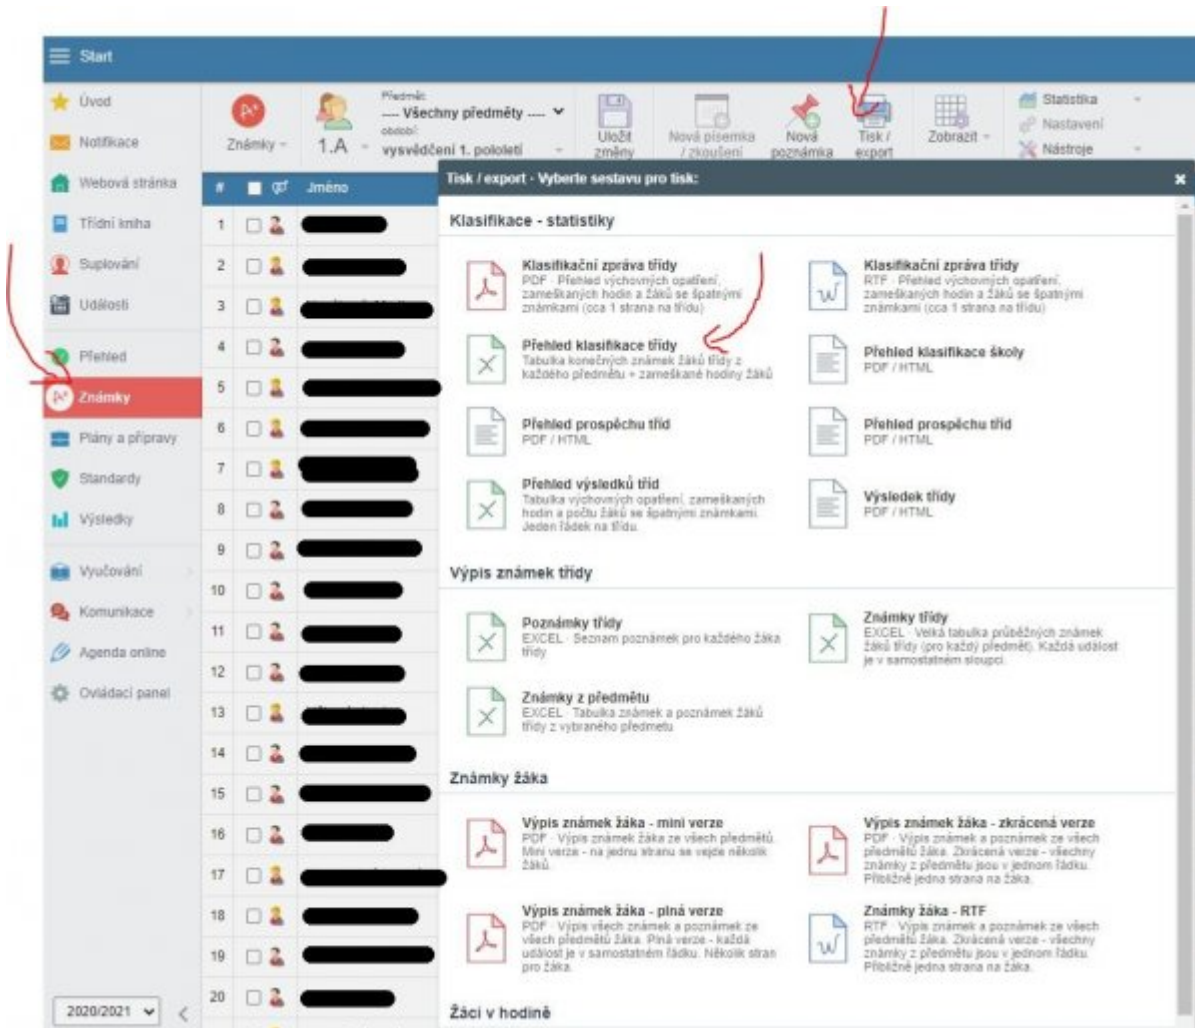 Start
Úvod
Notifikace
Webová stránka
Třídní kniha
Suplování
Události
Přehled
Známky
Plány a přípravy
Standardy
Výsledky
Vyučování
Komunikace
Agenda online
Ovládací panel
2020/2021
Známky
1.A
Předmět:
---- Všechny předměty ----
období:
vysvědčení 1. pololetí
Uložit
změny
Nová písemka
/ zkoušení
Nová
poznámka
Tisk /
export
Zobrazit
Statistika
Nastavení
Nástroje
# Jméno
1
2
3
4
5
6
7
8
9
10
11
12
13
14
15
16
17
18
19
20
Tisk / export - Vyberte sestavu pro tisk:
Klasifikace - statistiky
Klasifikační zpráva třídy
PDF · Přehled výchovných opatření,
zameškaných hodin a žáků se špatnými
známkami (cca 1 strana na třídu)
Klasifikační zpráva třídy
RTF · Přehled výchovných opatření,
zameškaných hodin a žáků se špatnými
známkami (cca 1 strana na třídu)
Přehled klasifikace třídy
Tabulka konečných známek žáků třídy z
každého předmětu + zameškané hodiny žáků
Přehled klasifikace školy
PDF / HTML
Přehled prospěchu tříd
PDF / HTML
Přehled prospěchu tříd
PDF / HTML
Přehled výsledků tříd
Tabulka výchovných opatření, zameškaných
hodin a počtu žáků se špatnými známkami.
Jeden řádek na třídu.
Výsledek třídy
PDF / HTML
Výpis známek třídy
Poznámky třídy
EXCEL · Seznam poznámek pro každého žáka
třídy
Známky třídy
EXCEL · Velká tabulka průběžných známek
žáků třídy (pro každý předmět). Každá událost
je v samostatném sloupci.
Známky z předmětu
EXCEL · Tabulka známek a poznámek žáků
třídy z vybraného předmetu
Známky žáka
Výpis známek žáka - mini verze
PDF · Výpis známek žáka ze všech předmětů.
Mini verze - na jednu stranu se vejde několik
žáků.
Výpis známek žáka - zkrácená verze
PDF · Výpis známek a poznámek ze všech
předmětů žáka. Zkrácená verze - všechny
známky z předmětu jsou v jednom řádku.
Přibližně jedna strana na žáka.
Výpis známek žáka - plná verze
PDF · Výpis všech známek a poznámek ze
všech předmětů žáka. Plná verze - každá
událost je v samostatném řádku. Několik stran
pro žáka.
Známky žáka - RTF
RTF · Výpis známek a poznámek ze všech
předmětů žáka. Zkrácená verze - všechny
známky z předmětu jsou v jednom řádku.
Přibližně jedna strana na žáka.
Žáci v hodině